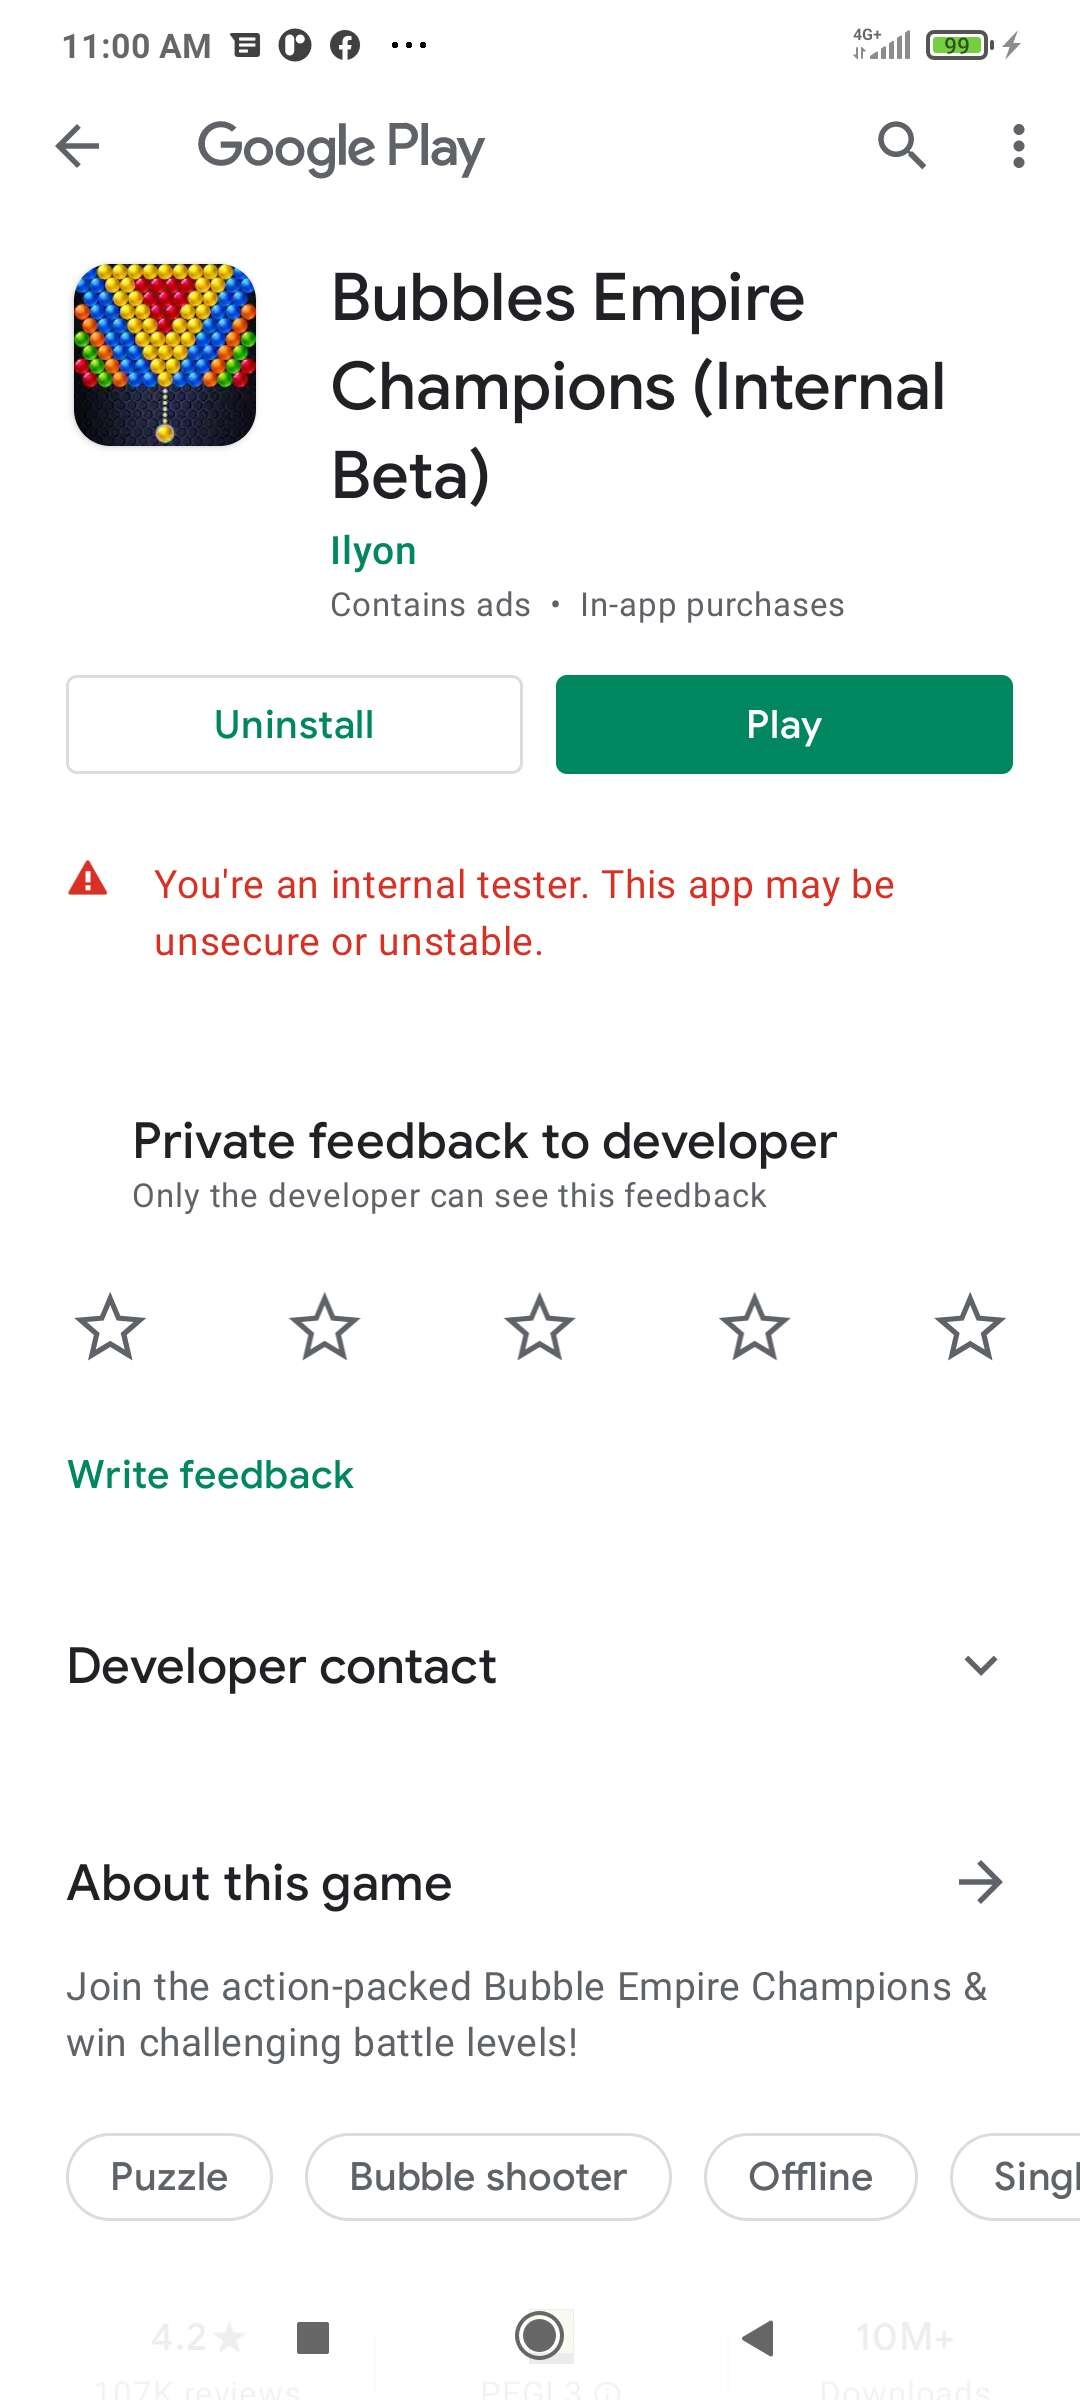 11:00 AM
4G+
99
Google Play
Bubbles Empire
Champions (Internal
Beta)
Ilyon
Contains ads • In-app purchases
Uninstall
Play
You're an internal tester. This app may be
unsecure or unstable.
Private feedback to developer
Only the developer can see this feedback
Write feedback
Developer contact
About this game
Join the action-packed Bubble Empire Champions &
win challenging battle levels!
Puzzle
Bubble shooter
Offline
Singl
4.2★
10M+
107K reviews
PEGI 3
Downloads